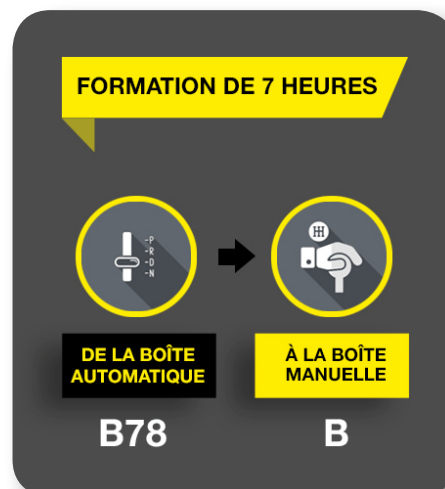 FORMATION DE 7 HEURES
-P
-R
-D
-N
DE LA BOÎTE
AUTOMATIQUE
À LA BOÎTE
MANUELLE
B78
B